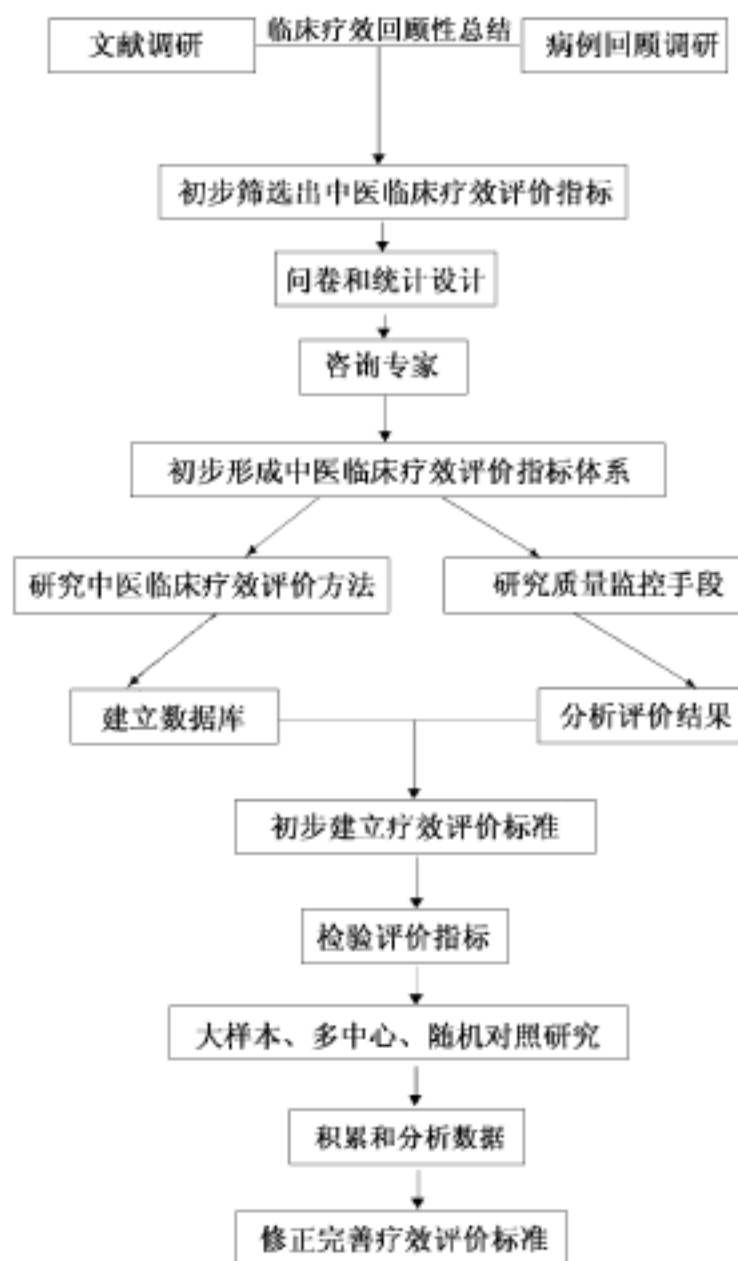 文献调研
临床疗效回顾性总结
病例回顾调研
初步筛选出中医临床疗效评价指标
问卷和统计设计
咨询专家
初步形成中医临床疗效评价指标体系
研究中医临床疗效评价方法
研究质量监控手段
建立数据库
分析评价结果
初步建立疗效评价标准
检验评价指标
大样本、多中心、随机对照研究
积累和分析数据
修正完善疗效评价标准